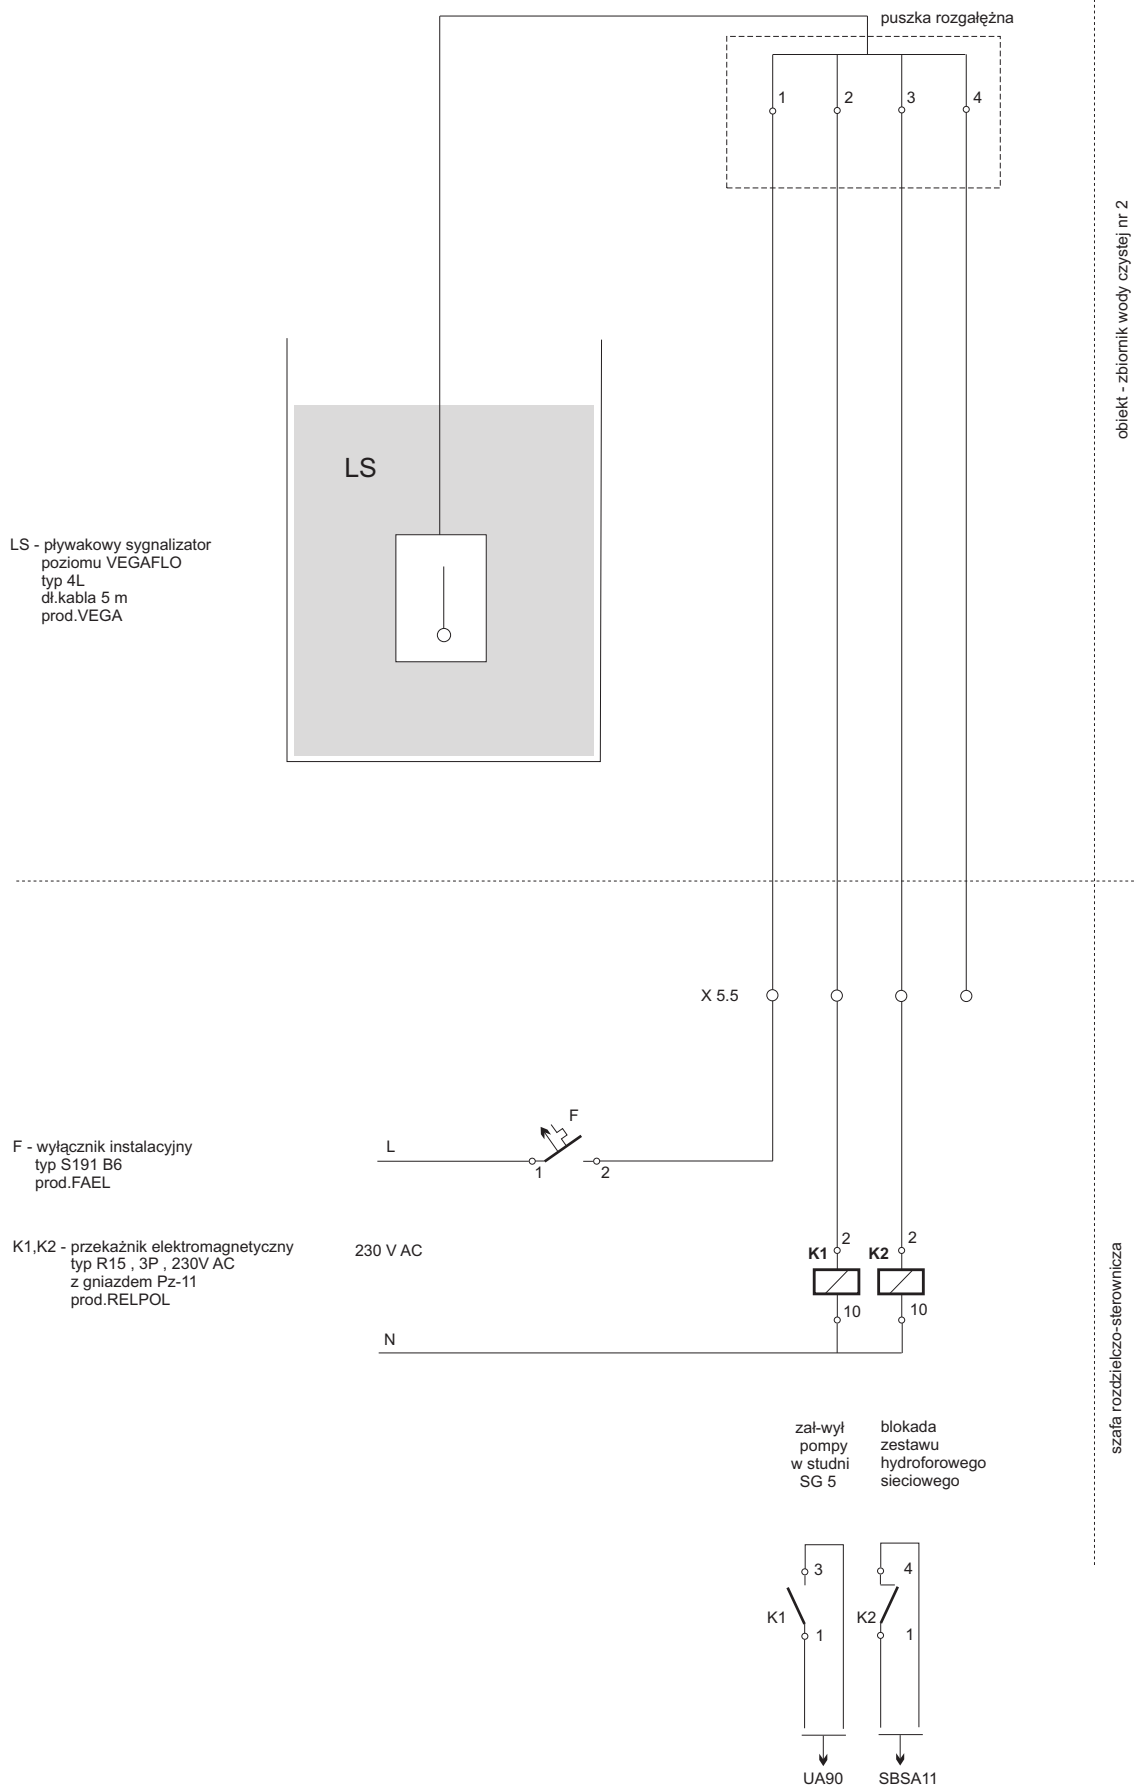 puszka rozgałężna
1
2
3
4
obiekt - zbiornik wody czystej nr 2
LS
LS - pływakowy sygnalizator
poziomu VEGAFLO
typ 4L
dł.kabla 5 m
prod.VEGA
X 5.5
F
F - wyłącznik instalacyjny
typ S191 B6
prod.FAEL
L
1
2
K1,K2 - przekaźnik elektromagnetyczny
typ R15 , 3P , 230V AC
z gniazdem Pz-11
prod.RELPOL
230 V AC
K1
2
K2
2
10
10
N
szafa rozdzielczo-sterownicza
zał-wył
pompy
w studni
SG 5
blokada
zestawu
hydroforowego
sieciowego
3
K1
1
4
K2
1
UA90
SBSA11